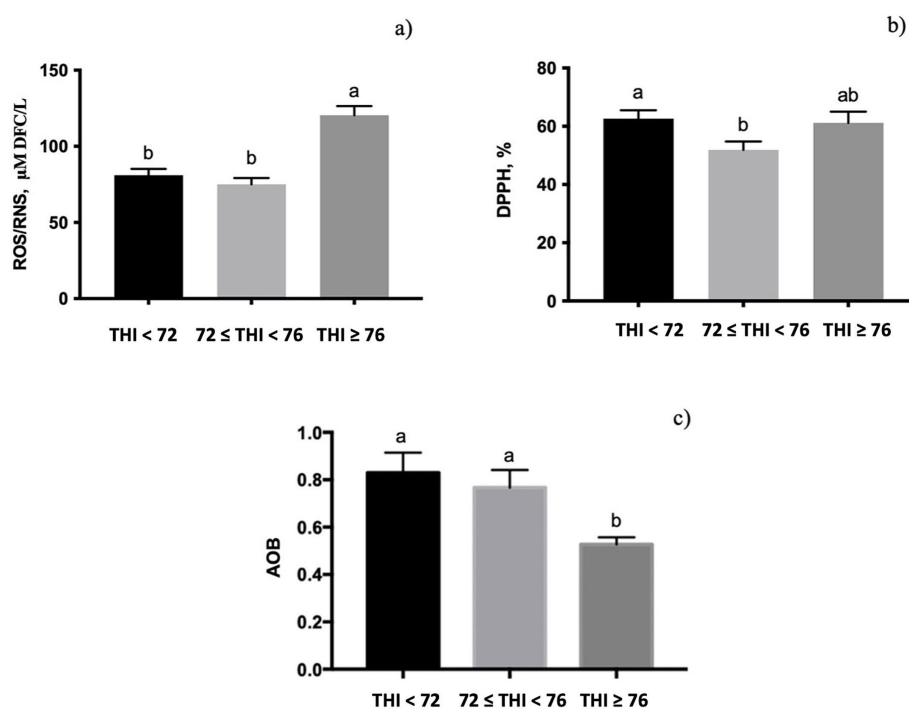 a)
ROS/RNS, µM DFC/L
150
100
50
0
b
b
a
THI < 72
72 ≤ THI < 76
THI ≥ 76
b)
DPPH, %
80
60
40
20
0
a
b
ab
THI < 72
72 ≤ THI < 76
THI ≥ 76
c)
AOB
1.0
0.8
0.6
0.4
0.2
0.0
a
a
b
THI < 72
72 ≤ THI < 76
THI ≥ 76